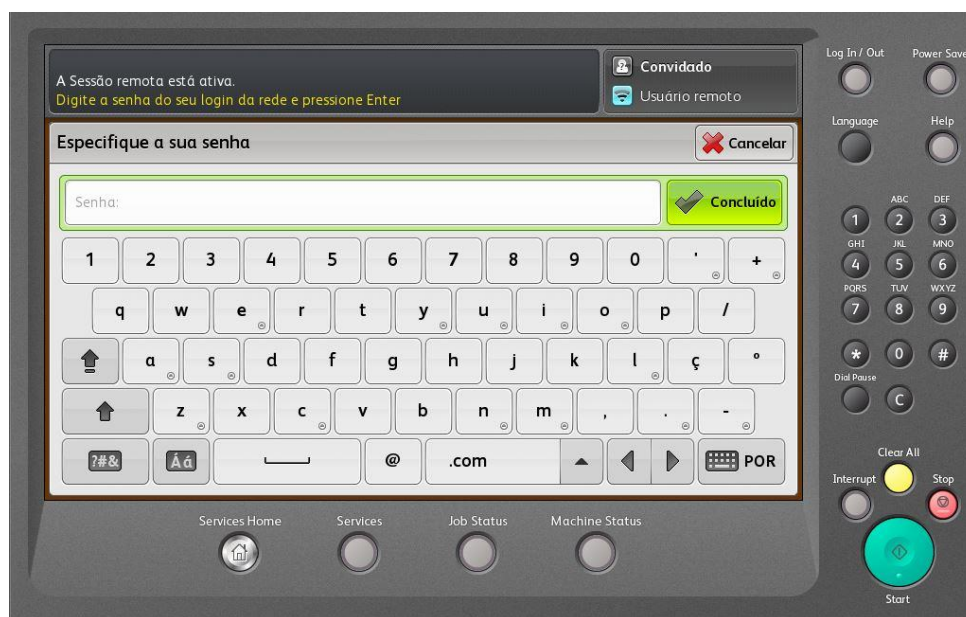 A Sessão remota está ativa.
Digite a senha do seu login da rede e pressione Enter
Convidado
Usuário remoto
Especifique a sua senha
Cancelar
Senha:
Concluído
1 2 3 4 5 6 7 8 9 0 ' +
q w e r t y u i o p /
a s d f g h j k l ç º
z x c v b n m , . -
?#& Áá @ .com POR
Services Home Services Job Status Machine Status
Log In / Out Power Save
Language Help
ABC DEF
1 2 3
GHI JKL MNO
4 5 6
PQRS TUV WXYZ
7 8 9
* 0 #
Dial Pause
C
Clear All
Interrupt Stop
Start